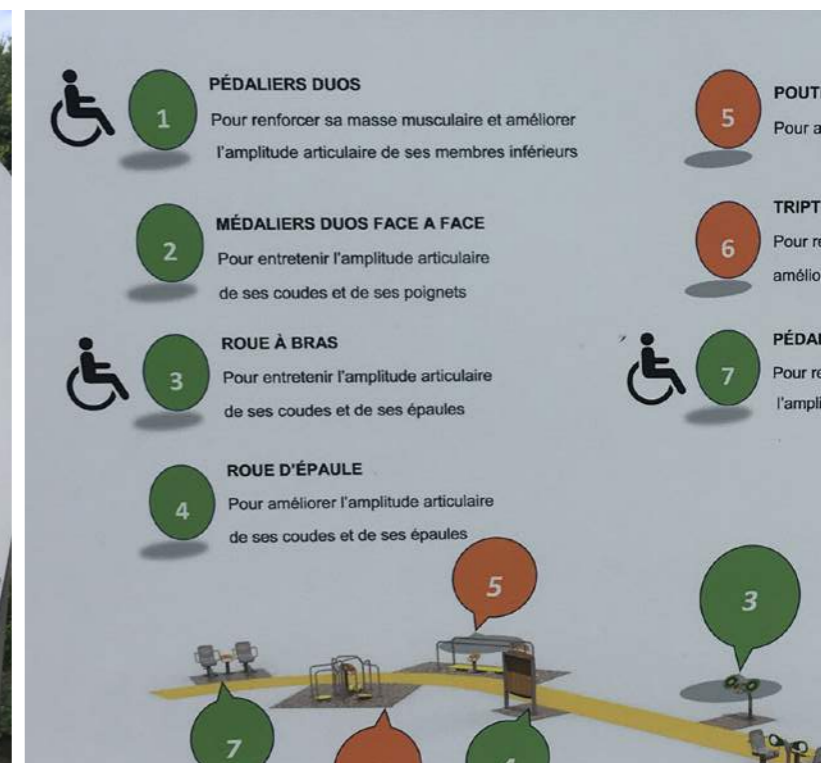 1
PÉDALIERS DUOS
Pour renforcer sa masse musculaire et améliorer
l'amplitude articulaire de ses membres inférieurs
2
MÉDALIERS DUOS FACE A FACE
Pour entretenir l'amplitude articulaire
de ses coudes et de ses poignets
3
ROUE À BRAS
Pour entretenir l'amplitude articulaire
de ses coudes et de ses épaules
4
ROUE D'ÉPAULE
Pour améliorer l'amplitude articulaire
de ses coudes et de ses épaules
5
Pour
6
Pour
7
Pour
5
3
7